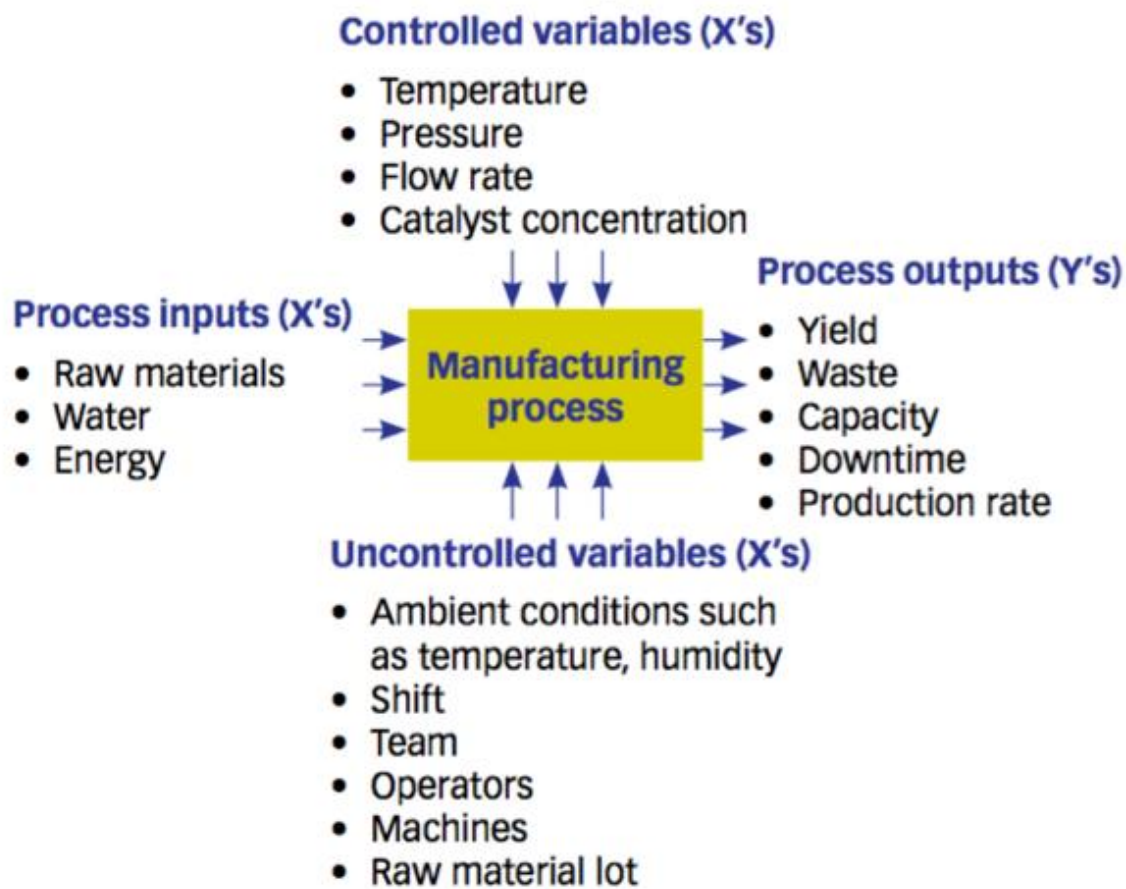 Controlled variables (X's)
• Temperature
• Pressure
• Flow rate
• Catalyst concentration
Process inputs (X's)
• Raw materials
• Water
• Energy
Manufacturing
process
Process outputs (Y's)
• Yield
• Waste
• Capacity
• Downtime
• Production rate
Uncontrolled variables (X's)
• Ambient conditions such
as temperature, humidity
• Shift
• Team
• Operators
• Machines
• Raw material lot